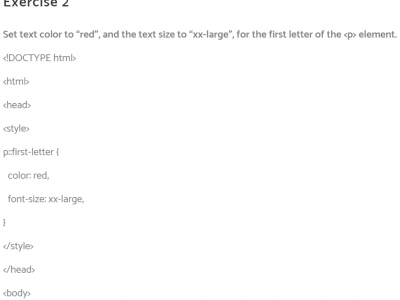 Exercise 2
Set text color to “red”, and the text size to “xx-large”, for the first letter of the <p> element.
<!DOCTYPE html>
<html>
<head>
<style>
p::first-letter {
color: red,
font-size: xx-large,
}
</style>
</head>
<body>